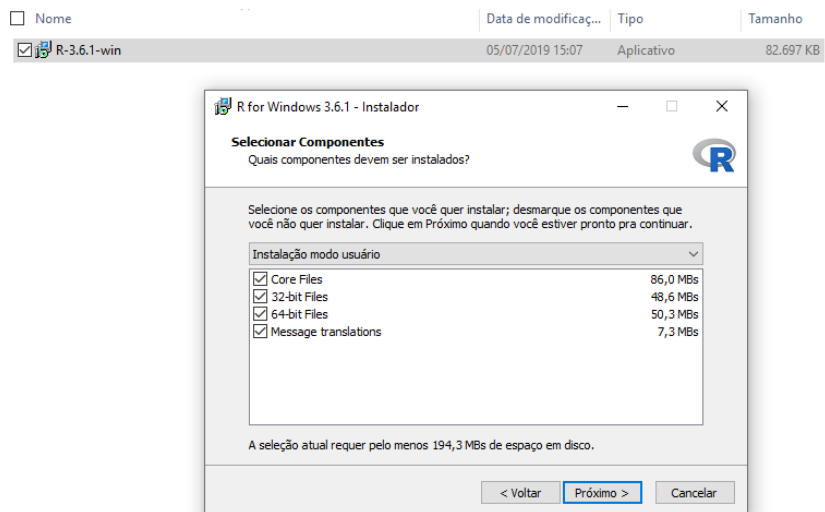 Nome Data de modificaç... Tipo Tamanho
R-3.6.1-win 05/07/2019 15:07 Aplicativo 82.697 KB
R for Windows 3.6.1 - Instalador
Selecionar Componentes
Quais componentes devem ser instalados?
R
Selecione os componentes que você quer instalar; desmarque os componentes que
você não quer instalar. Clique em Próximo quando você estiver pronto pra continuar.
Instalação modo usuário
Core Files 86,0 MBs
32-bit Files 48,6 MBs
64-bit Files 50,3 MBs
Message translations 7,3 MBs
A seleção atual requer pelo menos 194,3 MBs de espaço em disco.
< Voltar Próximo > Cancelar